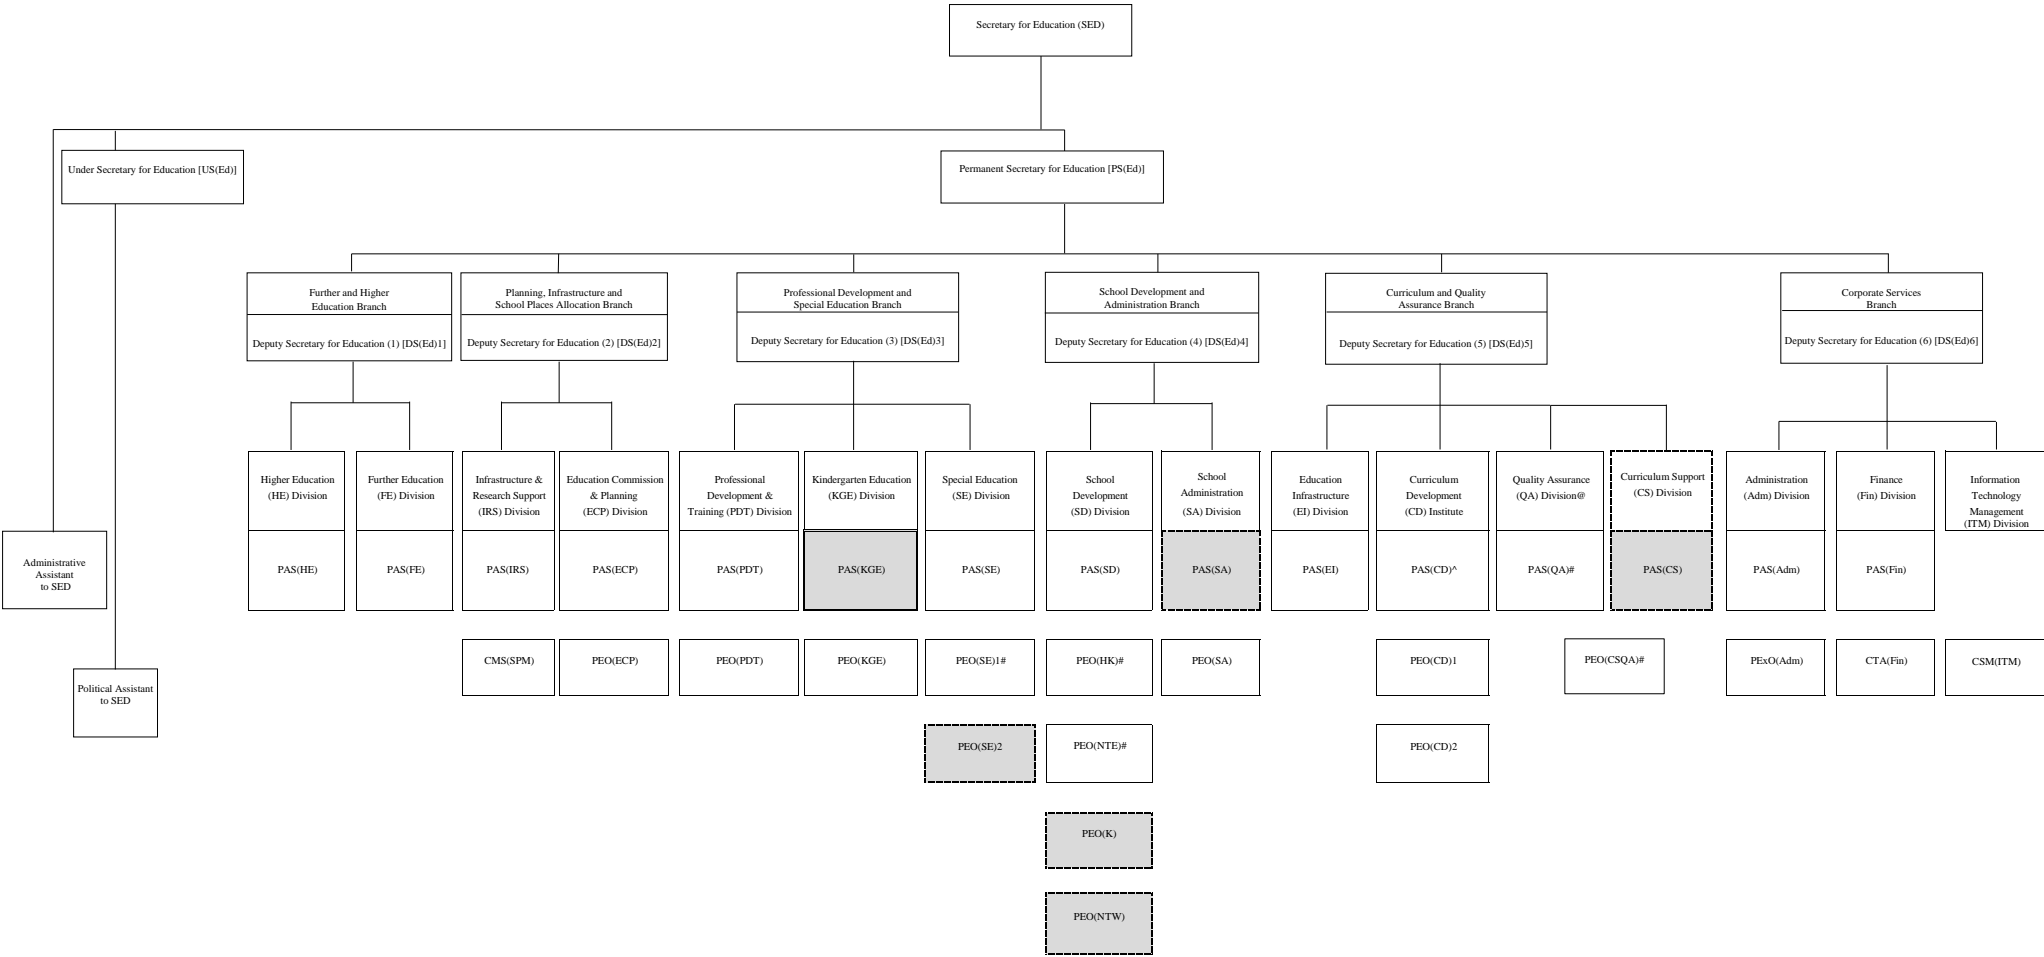 Secretary for Education (SED)
Under Secretary for Education [US(Ed)]
Permanent Secretary for Education [PS(Ed)]
Further and Higher
Education Branch
Deputy Secretary for Education (1) [DS(Ed)1]
Planning, Infrastructure and
School Places Allocation Branch
Deputy Secretary for Education (2) [DS(Ed)2]
Professional Development and
Special Education Branch
Deputy Secretary for Education (3) [DS(Ed)3]
School Development and
Administration Branch
Deputy Secretary for Education (4) [DS(Ed)4]
Curriculum and Quality
Assurance Branch
Deputy Secretary for Education (5) [DS(Ed)5]
Corporate Services
Branch
Deputy Secretary for Education (6) [DS(Ed)6]
Higher Education
(HE) Division
Further Education
(FE) Division
Infrastructure &
Research Support
(IRS) Division
Education Commission
& Planning
(ECP) Division
Professional
Development &
Training (PDT) Division
Kindergarten Education
(KGE) Division
Special Education
(SE) Division
School
Development
(SD) Division
School
Administration
(SA) Division
Education
Infrastructure
(EI) Division
Curriculum
Development
(CD) Institute
Quality Assurance
(QA) Division@
Curriculum Support
(CS) Division
Administration
(Adm) Division
Finance
(Fin) Division
Information
Technology
Management
(ITM) Division
Administrative
Assistant
to SED
PAS(HE)
PAS(FE)
PAS(IRS)
PAS(ECP)
PAS(PDT)
PAS(KGE)
PAS(SE)
PAS(SD)
PAS(SA)
PAS(EI)
PAS(CD)^
PAS(QA)#
PAS(CS)
PAS(Adm)
PAS(Fin)
Political Assistant
to SED
CMS(SPM)
PEO(ECP)
PEO(PDT)
PEO(KGE)
PEO(SE)1#
PEO(HK)#
PEO(SA)
PEO(CD)1
PEO(CSQA)#
PExO(Adm)
CTA(Fin)
CSM(ITM)
PEO(SE)2
PEO(NTE)#
PEO(CD)2
PEO(K)
PEO(NTW)